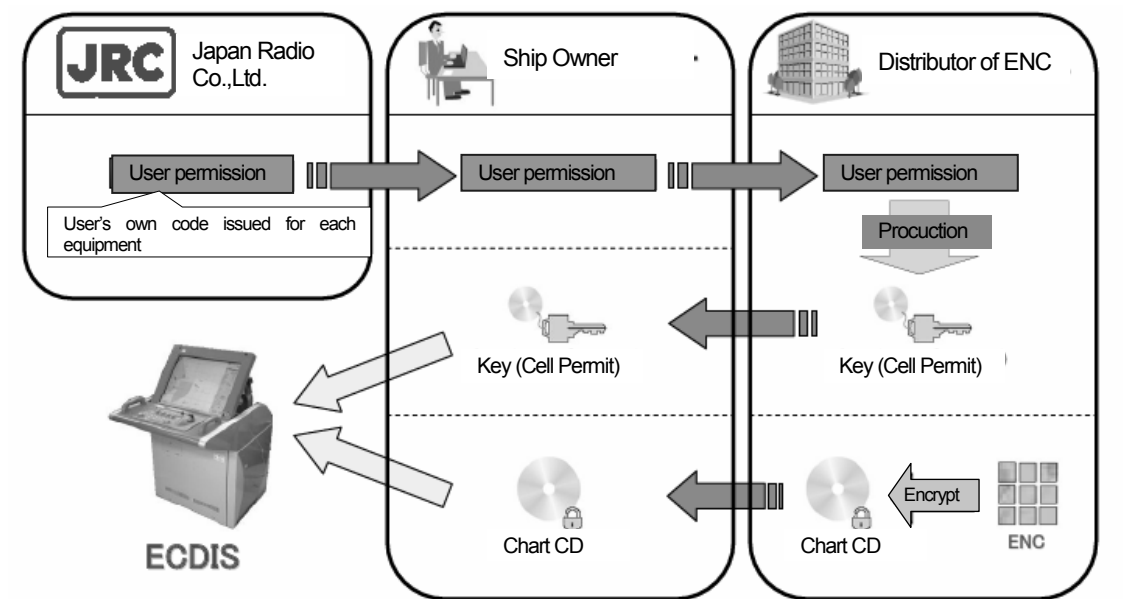 JRC
Japan Radio
Co.,Ltd.
Ship Owner
Distributor of ENC
User permission
User permission
User permission
User's own code issued for each
equipment
Procuction
Key (Cell Permit)
Key (Cell Permit)
Encrypt
Chart CD
Chart CD
ENC
ECDIS